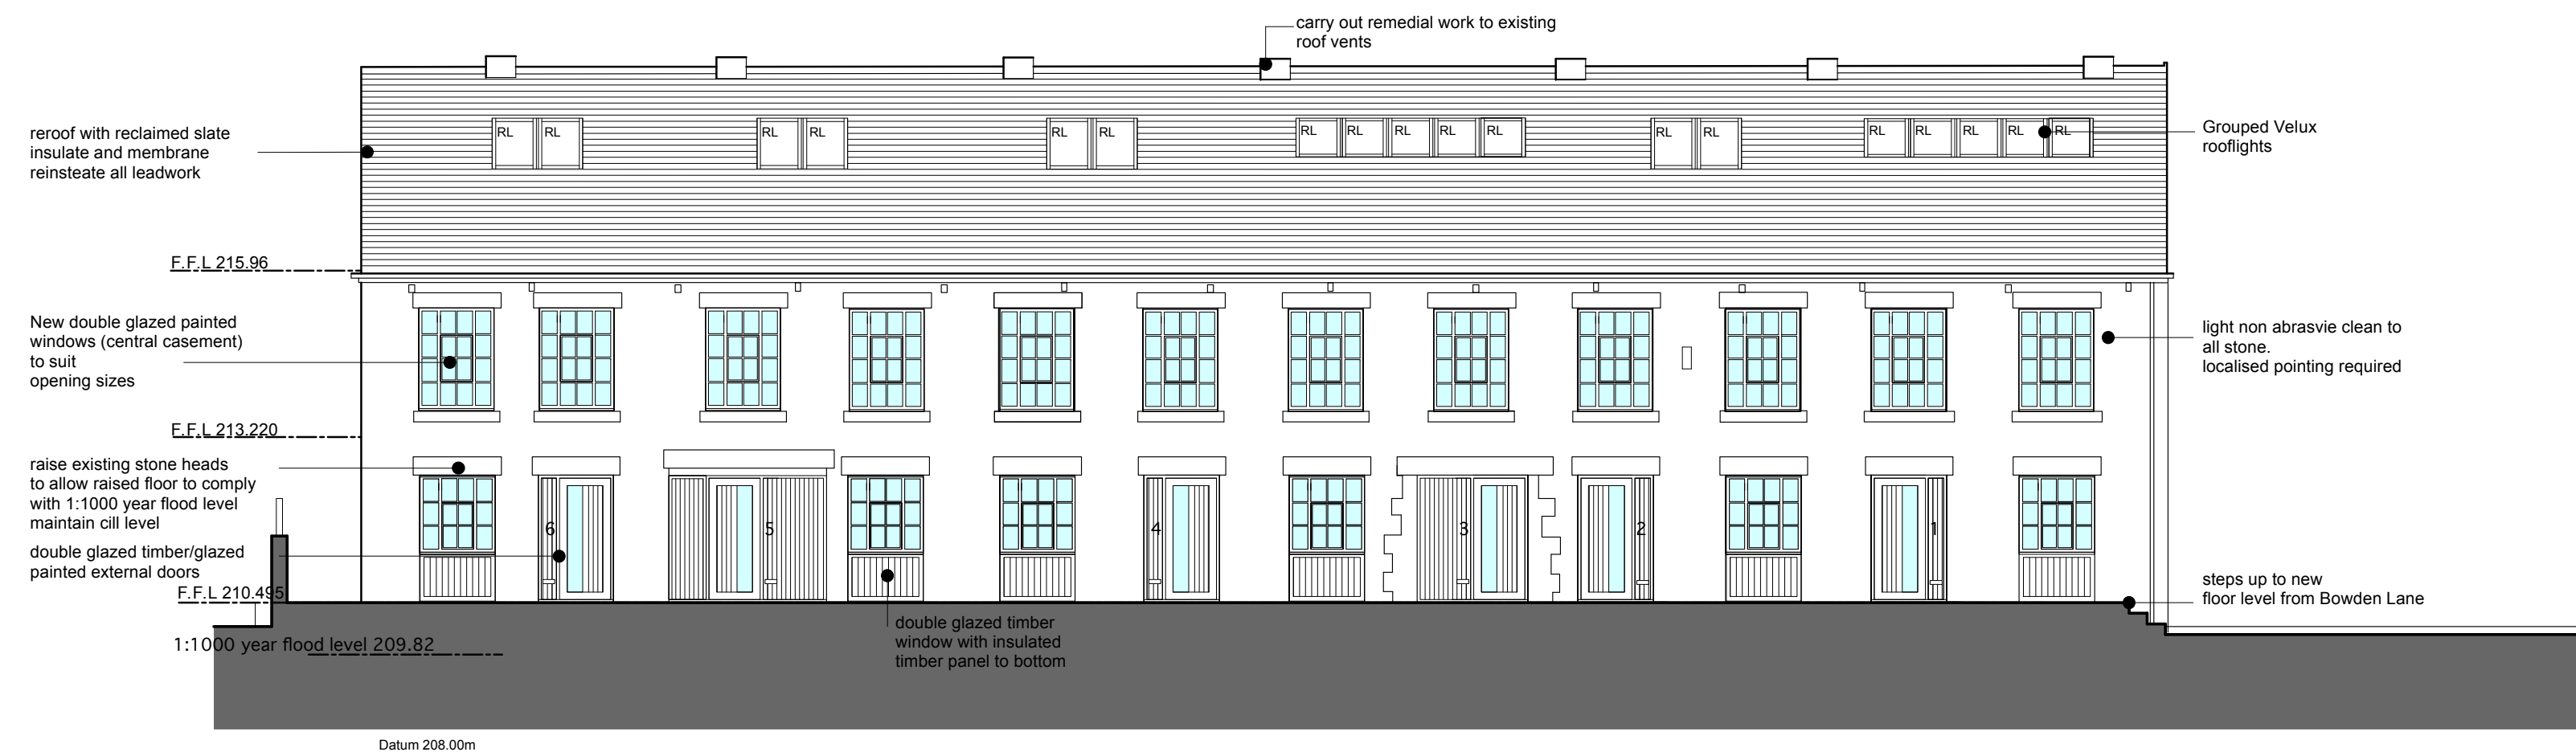 carry out remedial work to existing
roof vents
reroof with reclaimed slate
insulate and membrane
reinsteate all leadwork
RL RL RL RL RL RL RL RL RL RL RL RL RL RL RL RL RL RL
Grouped Velux
rooflights
F.F.L 215.96
New double glazed painted
windows (central casement)
to suit
opening sizes
light non abrasvie clean to
all stone.
localised pointing required
F.F.L 213.220
raise existing stone heads
to allow raised floor to comply
with 1:1000 year flood level
maintain cill level
6 5 4 3 2 1
double glazed timber/glazed
painted external doors
F.F.L 210.495
steps up to new
floor level from Bowden Lane
1:1000 year flood level 209.82
double glazed timber
window with insulated
timber panel to bottom
Datum 208.00m